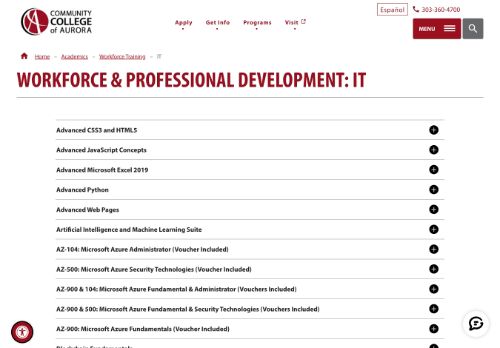 COMMUNITY
COLLEGE
of AURORA
Apply
Get Info
Programs
Visit
Español
303-360-4700
MENU
Home – Academics – Workforce Training – IT
WORKFORCE & PROFESSIONAL DEVELOPMENT: IT
Advanced CSS3 and HTML5
Advanced JavaScript Concepts
Advanced Microsoft Excel 2019
Advanced Python
Advanced Web Pages
Artificial Intelligence and Machine Learning Suite
AZ-104: Microsoft Azure Administrator (Voucher Included)
AZ-500: Microsoft Azure Security Technologies (Voucher Included)
AZ-900 & 104: Microsoft Azure Fundamental & Administrator (Vouchers Included)
AZ-900 & 500: Microsoft Azure Fundamental & Security Technologies (Vouchers Included)
AZ-900: Microsoft Azure Fundamentals (Voucher Included)
Blockchain Fundamentals